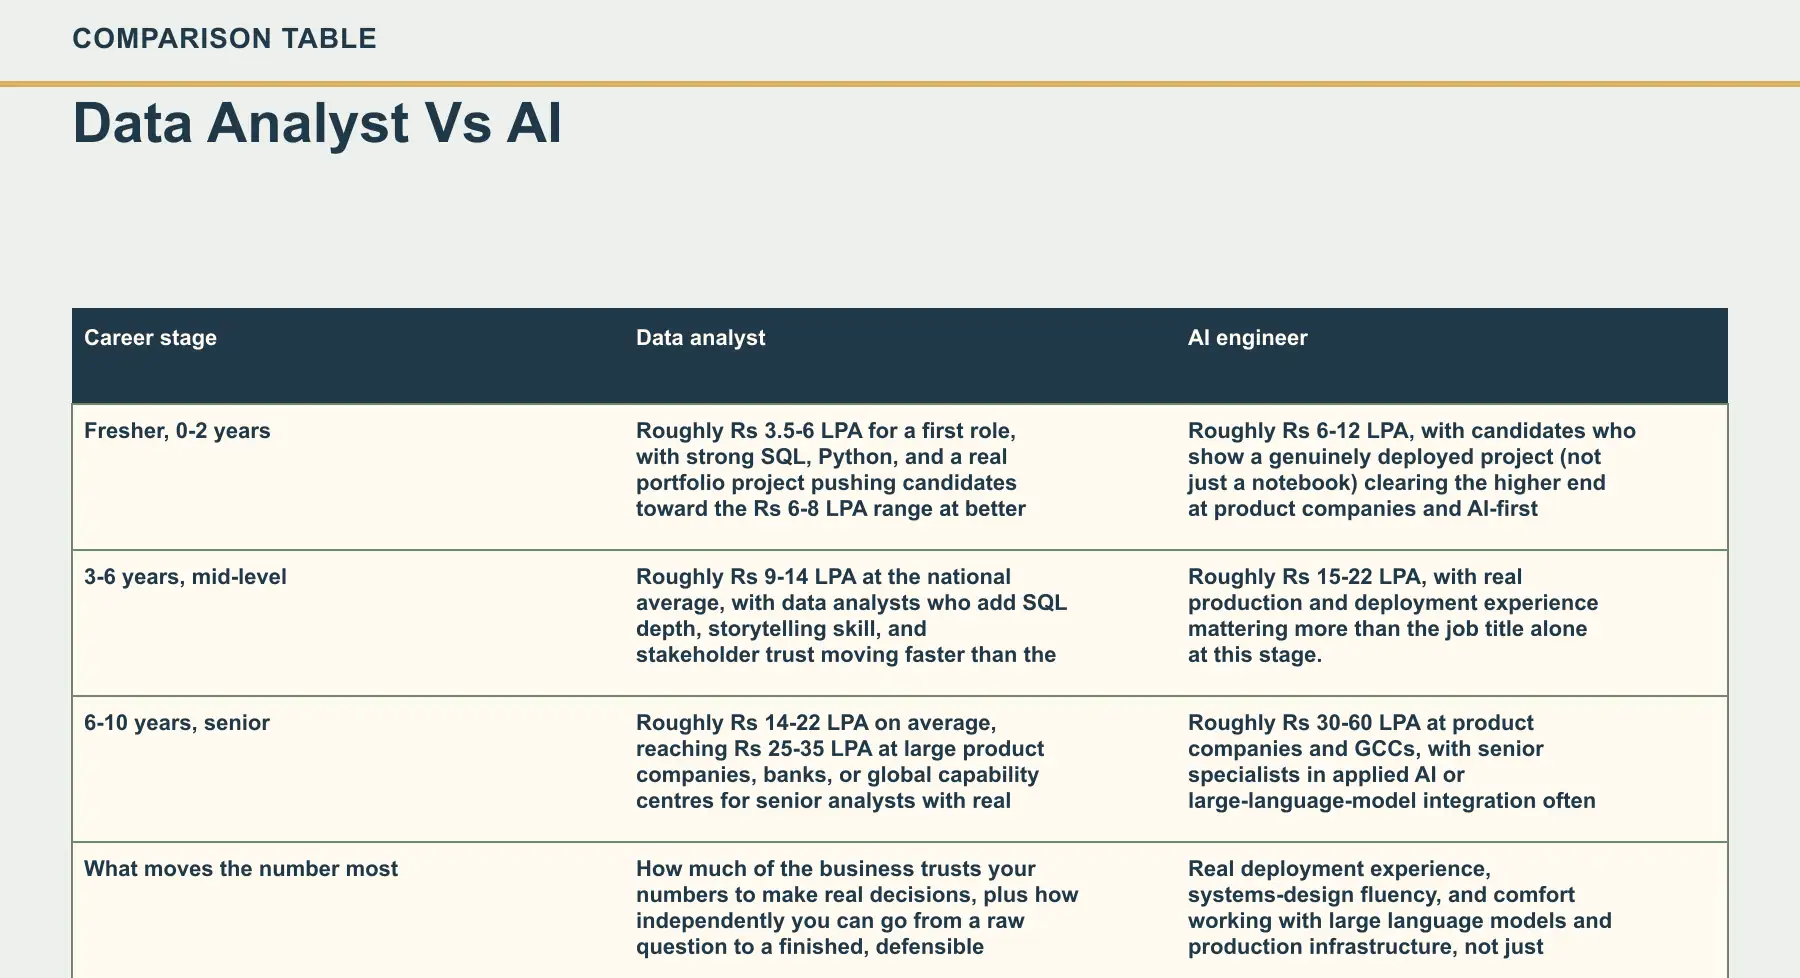 COMPARISON TABLE
Data Analyst Vs AI
Career stage
Data analyst
AI engineer
Fresher, 0-2 years
Roughly Rs 3.5-6 LPA for a first role,
with strong SQL, Python, and a real
portfolio project pushing candidates
toward the Rs 6-8 LPA range at better
Roughly Rs 6-12 LPA, with candidates who
show a genuinely deployed project (not
just a notebook) clearing the higher end
at product companies and AI-first
3-6 years, mid-level
Roughly Rs 9-14 LPA at the national
average, with data analysts who add SQL
depth, storytelling skill, and
stakeholder trust moving faster than the
Roughly Rs 15-22 LPA, with real
production and deployment experience
mattering more than the job title alone
at this stage.
6-10 years, senior
Roughly Rs 14-22 LPA on average,
reaching Rs 25-35 LPA at large product
companies, banks, or global capability
centres for senior analysts with real
Roughly Rs 30-60 LPA at product
companies and GCCs, with senior
specialists in applied AI or
large-language-model integration often
What moves the number most
How much of the business trusts your
numbers to make real decisions, plus how
independently you can go from a raw
question to a finished, defensible
Real deployment experience,
systems-design fluency, and comfort
working with large language models and
production infrastructure, not just